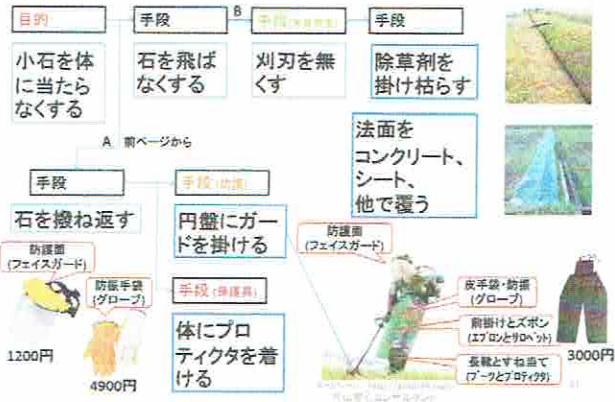 目的
手段
B
手段
手段
小石を体
に当たら
なくする
石を飛ば
なくする
刈刃を無
くす
除草剤を
掛け枯らす
A 前ページから
法面を
コンクリート、
シート、
他で覆う
手段
手段(防護)
石を撥ね返す
円盤にガー
ドを掛ける
防護面
(フェイスガード)
防振手袋
(グローブ)
1200円
4900円
手段(保護具)
体にプロ
ティクタを着
ける
防護面
(フェイスガード)
皮手袋・防振
(グローブ)
前掛けとズボン
(エプロンとサロペット)
長靴とすね当て
(ブーツとプロティクタ)
3000円